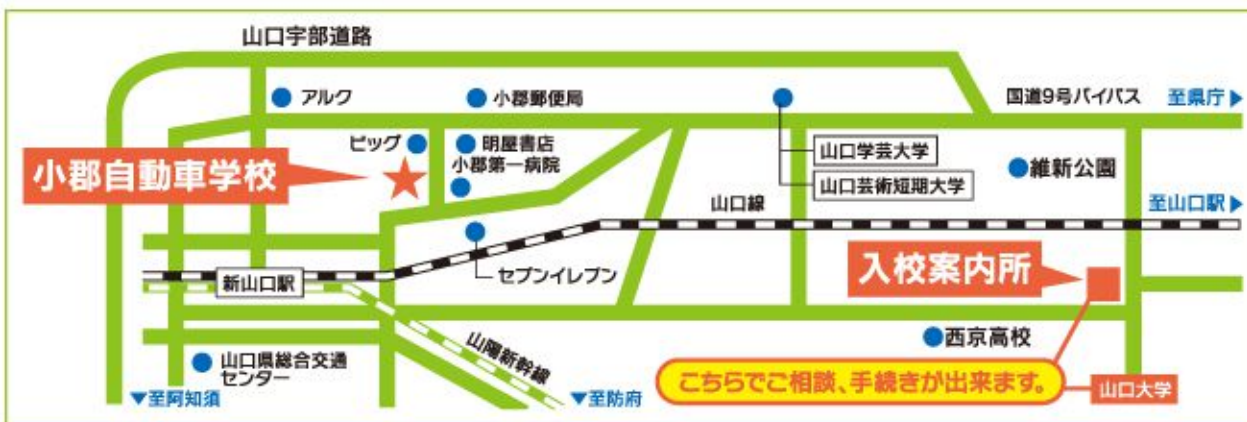 山口宇部道路
アルク
小郡郵便局
国道9号バイパス
至県庁▶
ビッグ
明屋書店
小郡第一病院
小郡自動車学校
山口学芸大学
山口芸術短期大学
維新公園
山口線
至山口駅▶
新山口駅
セブンイレブン
入校案内所
西京高校
山口県総合交通
センター
山陽新幹線
こちらでご相談、手続きが出来ます。
山口大学
▼至阿知須
▼至防府